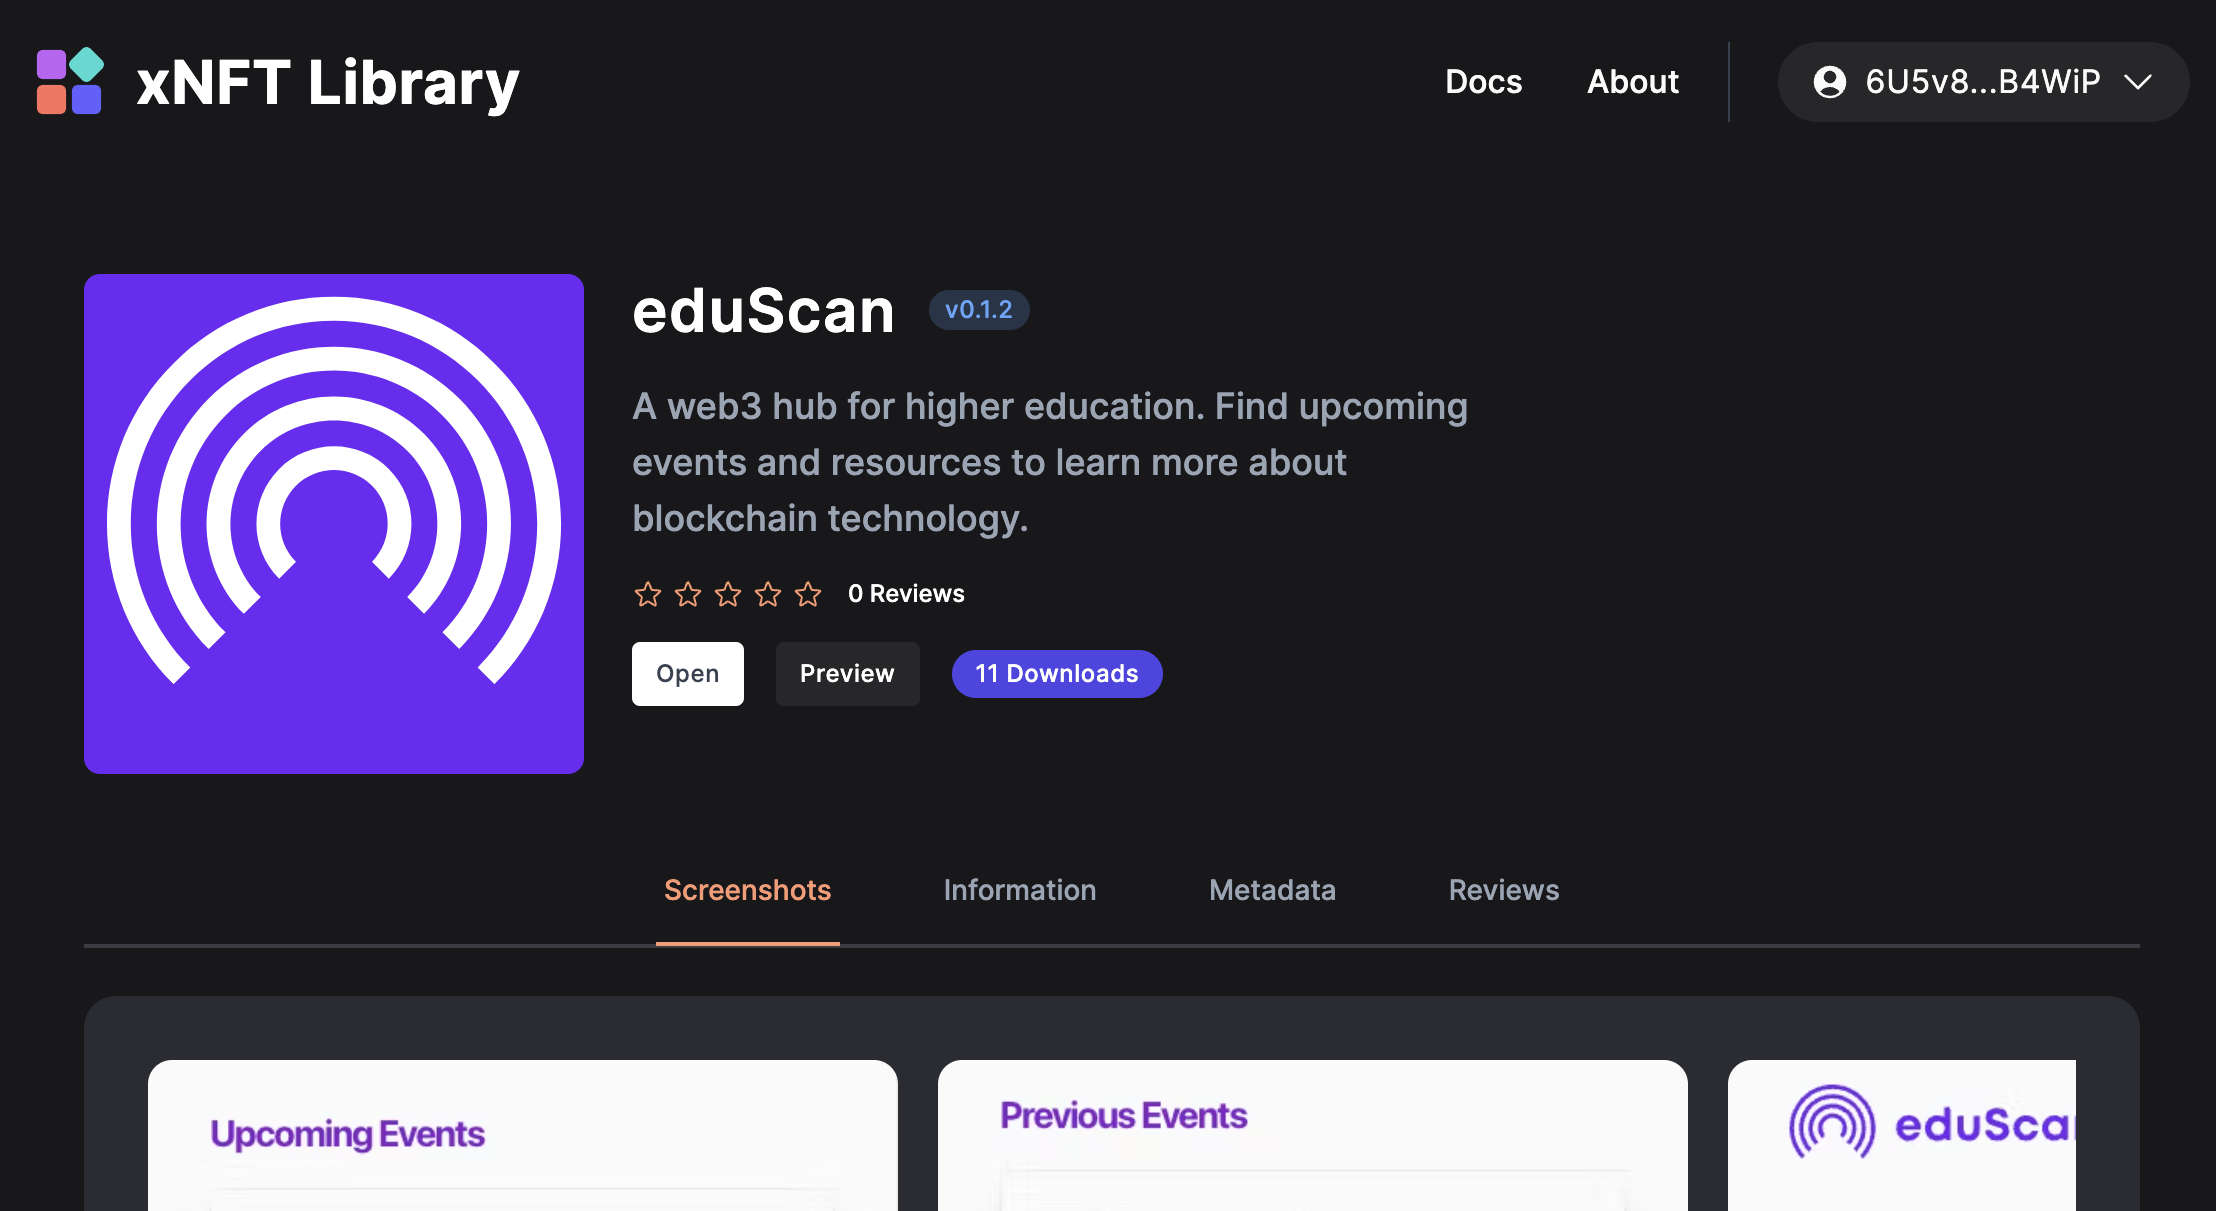 xNFT Library
Docs
About
6U5v8...B4WiP
eduScan
v0.1.2
A web3 hub for higher education. Find upcoming
events and resources to learn more about
blockchain technology.
0 Reviews
Open
Preview
11 Downloads
Screenshots
Information
Metadata
Reviews
Upcoming Events
Previous Events